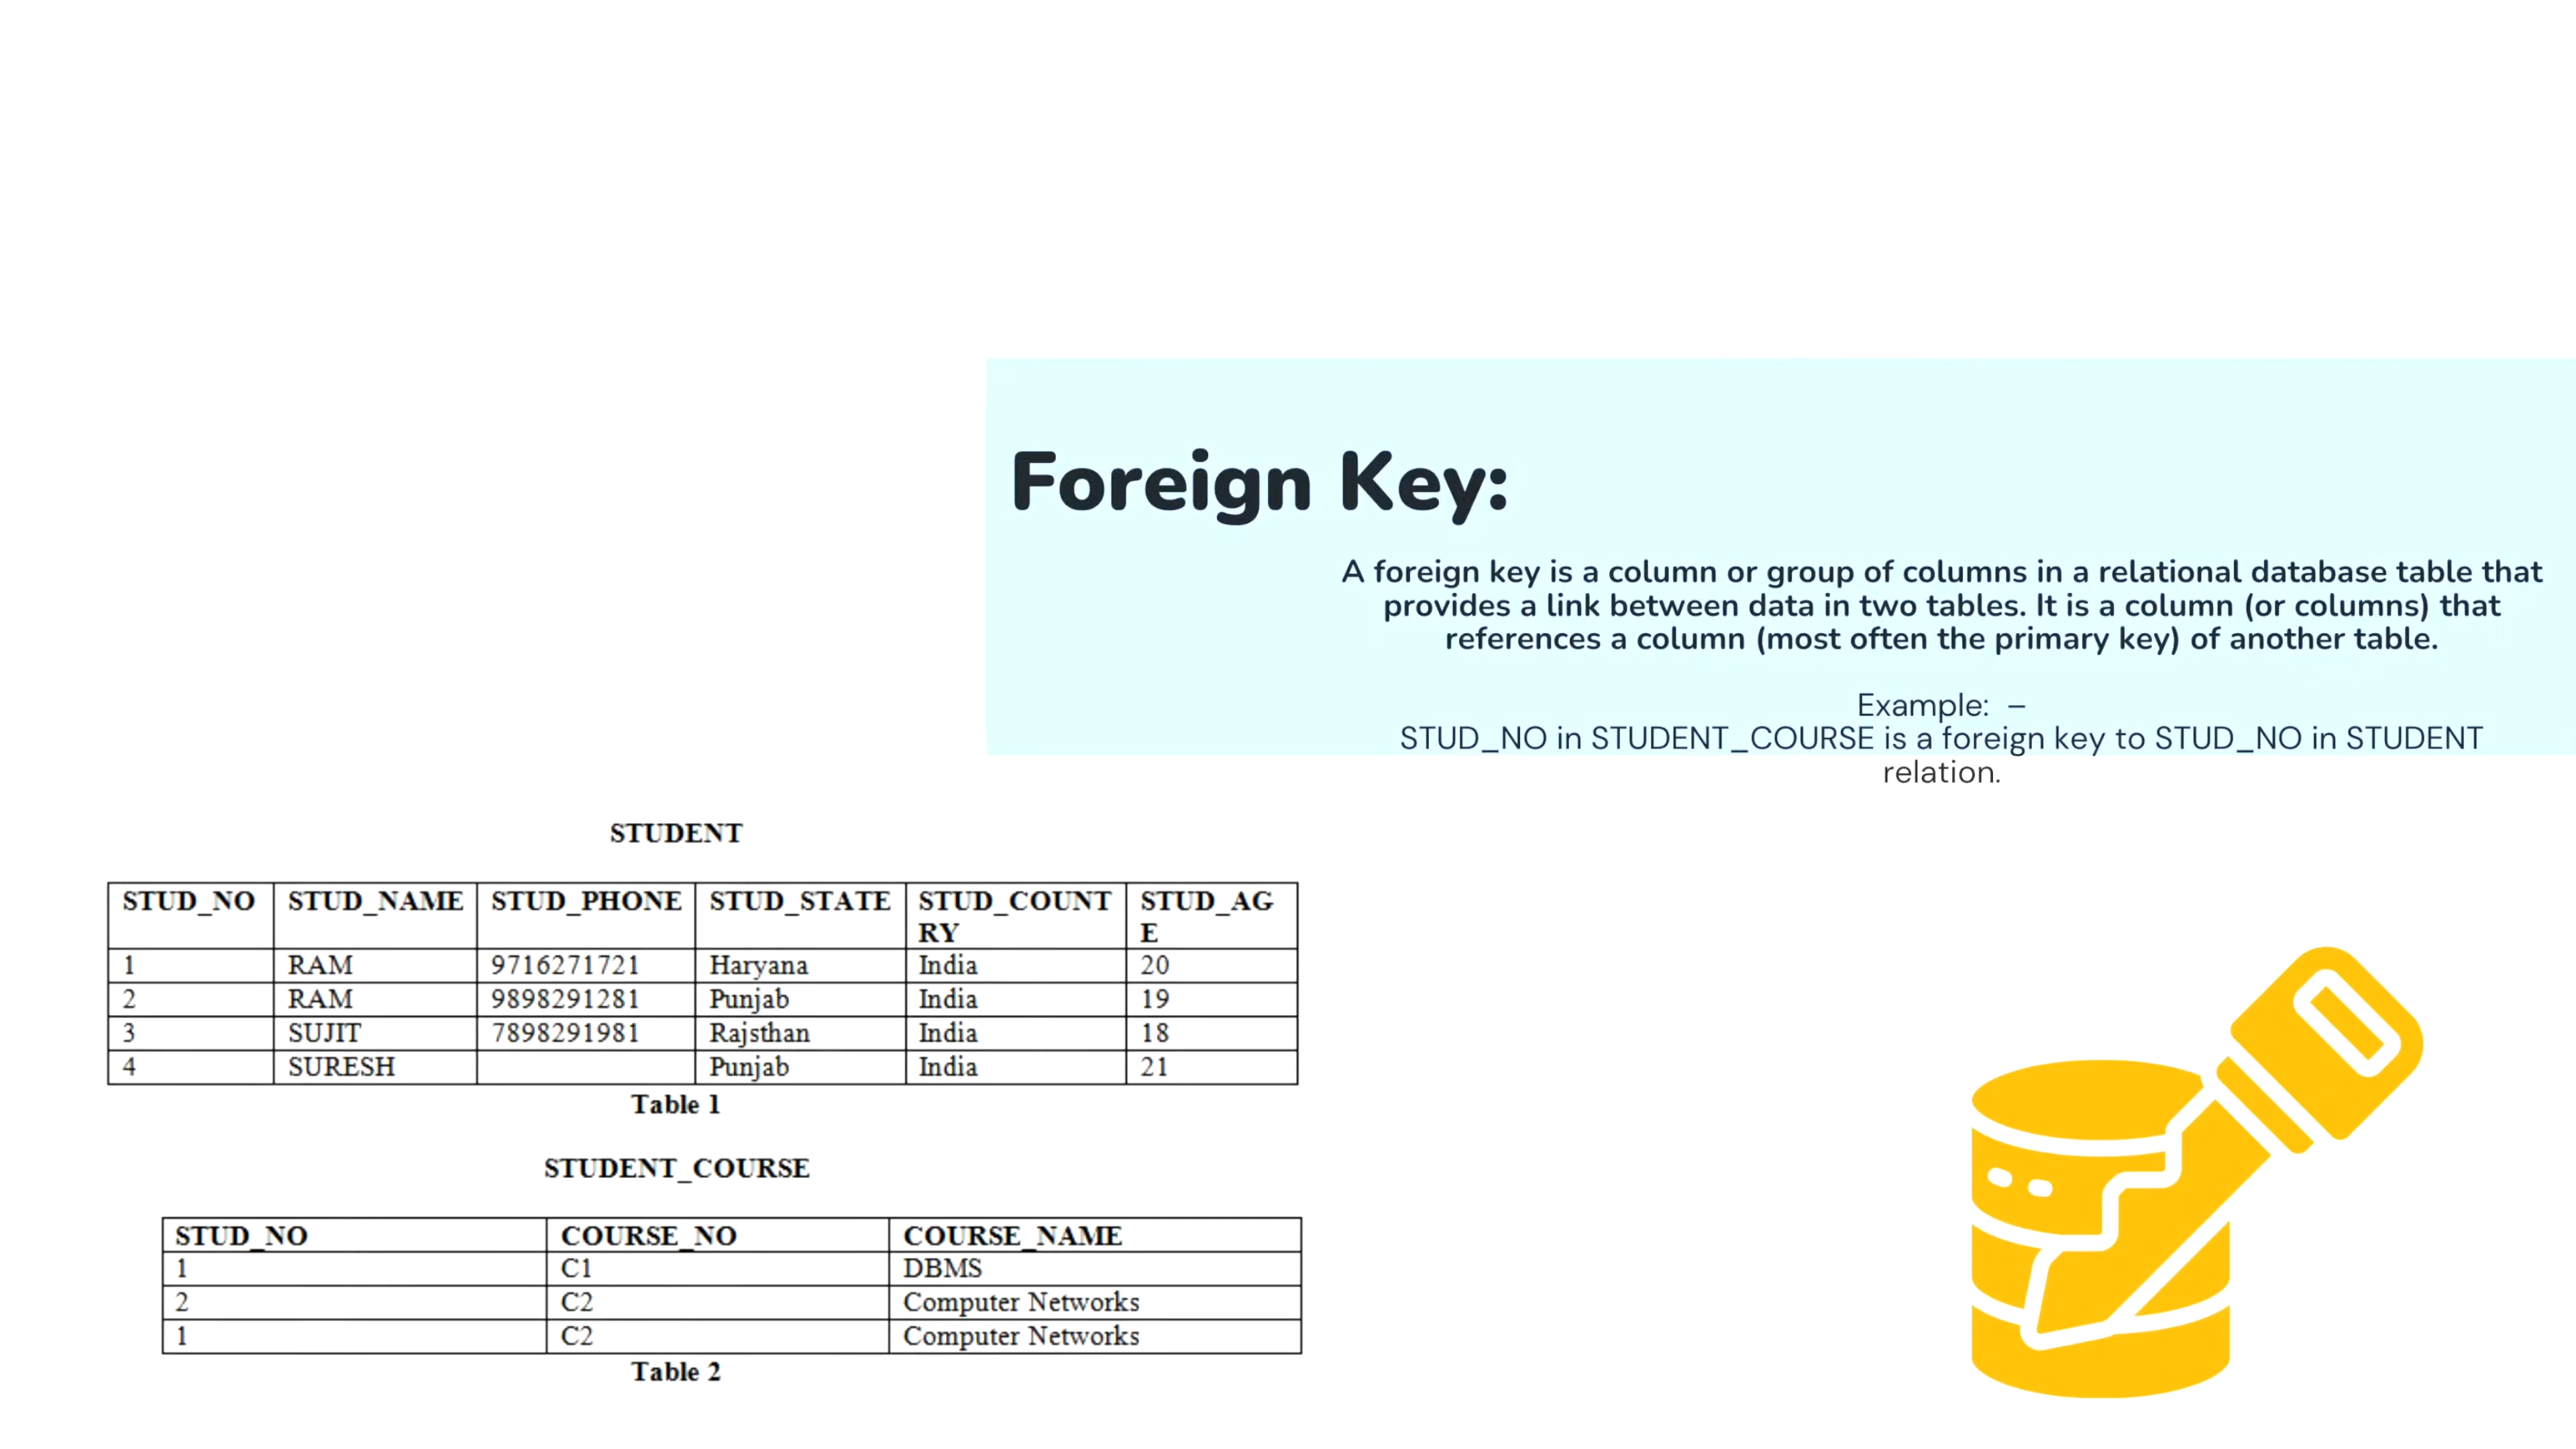 Foreign Key:
A foreign key is a column or group of columns in a relational database table that
provides a link between data in two tables. It is a column (or columns) that
references a column (most often the primary key) of another table.
Example: –
STUD_NO in STUDENT_COURSE is a foreign key to STUD_NO in STUDENT
relation.
STUDENT
STUD_NO STUD_NAME STUD_PHONE STUD_STATE STUD_COUNT STUD_AG
RY E
1 RAM 9716271721 Haryana India 20
2 RAM 9898291281 Punjab India 19
3 SUJIT 7898291981 Rajsthan India 18
4 SURESH Punjab India 21
Table 1
STUDENT_COURSE
STUD_NO COURSE_NO COURSE_NAME
1 C1 DBMS
2 C2 Computer Networks
1 C2 Computer Networks
Table 2